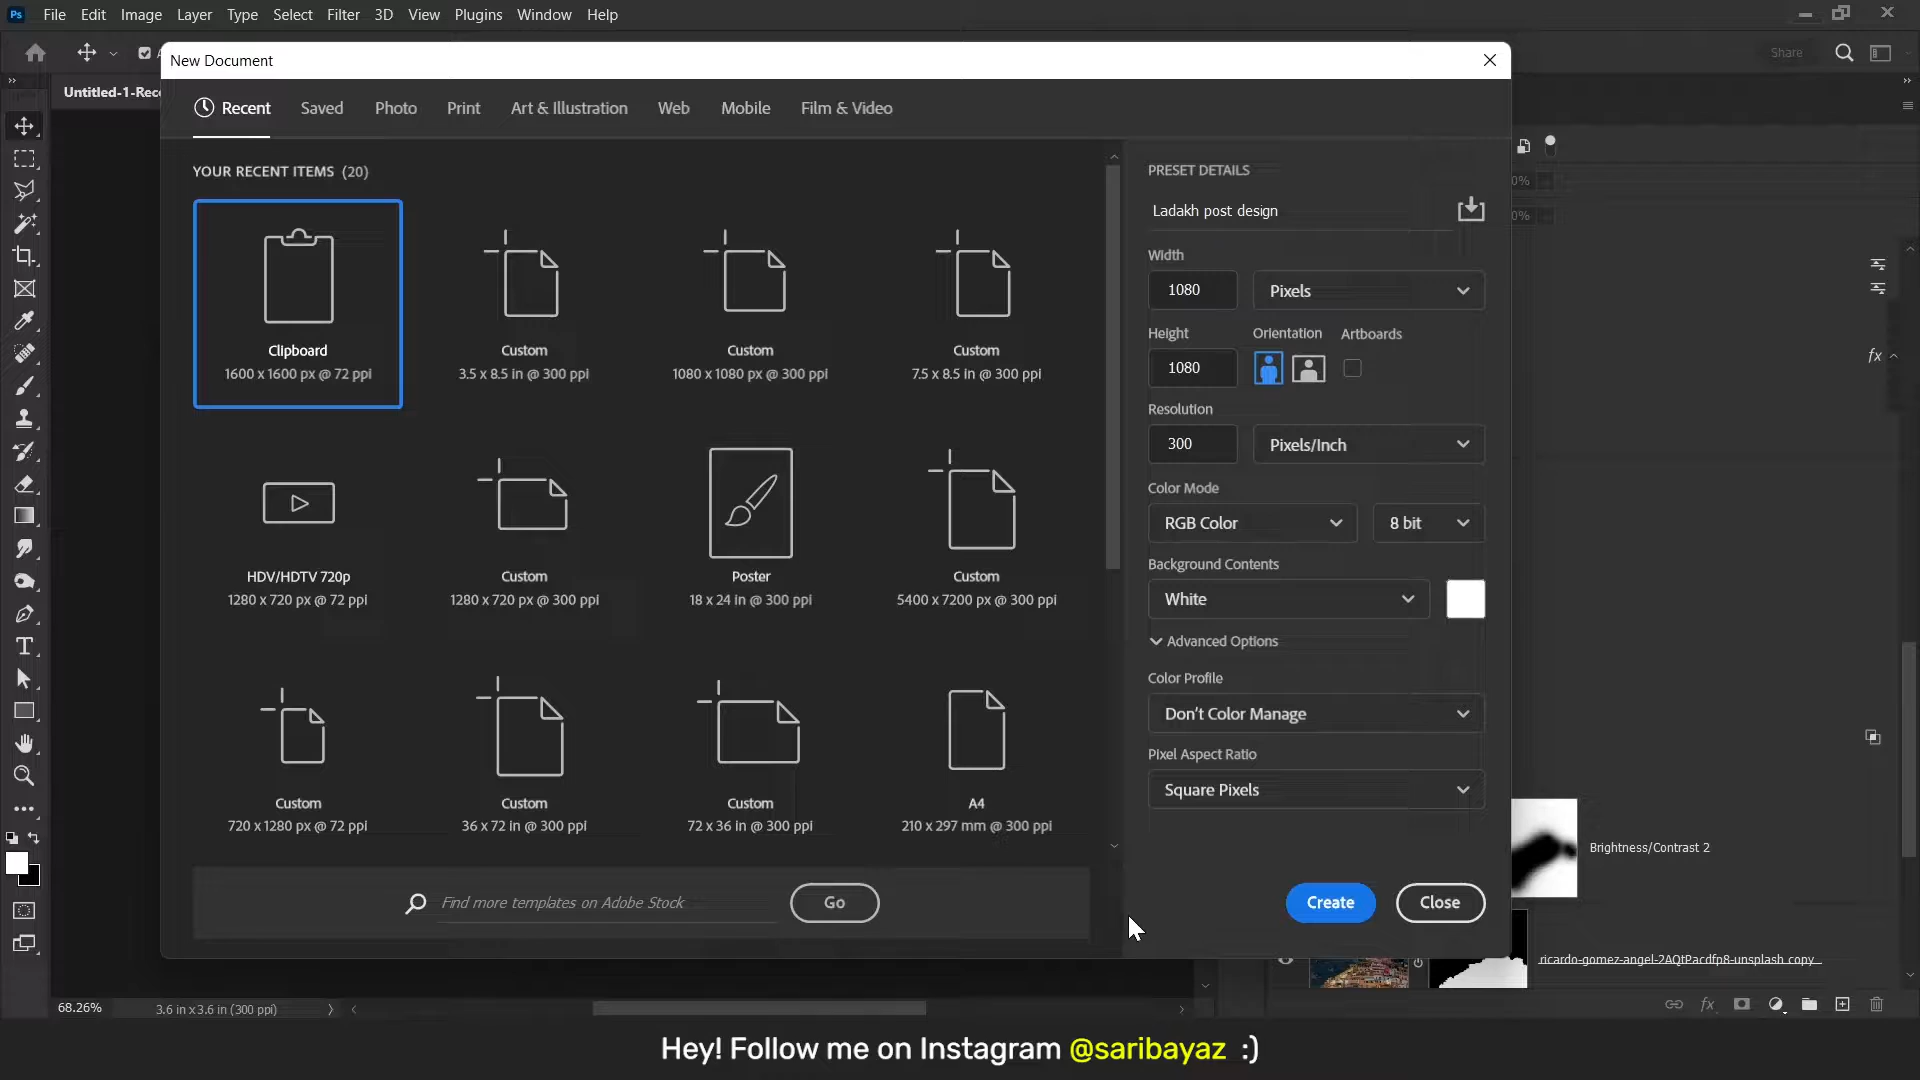 Ps File Edit Image Layer Type Select Filter 3D View Plugins Window Help
Share
Untitled-1-Rec
New Document
Recent Saved Photo Print Art & Illustration Web Mobile Film & Video
YOUR RECENT ITEMS (20)
Clipboard
1600 x 1600 px @ 72 ppi
Custom
3.5 x 8.5 in @ 300 ppi
Custom
1080 x 1080 px @ 300 ppi
Custom
7.5 x 8.5 in @ 300 ppi
HDV/HDTV 720p
1280 x 720 px @ 72 ppi
Custom
1280 x 720 px @ 300 ppi
Poster
18 x 24 in @ 300 ppi
Custom
5400 x 7200 px @ 300 ppi
Custom
720 x 1280 px @ 72 ppi
Custom
36 x 72 in @ 300 ppi
Custom
72 x 36 in @ 300 ppi
A4
210 x 297 mm @ 300 ppi
Find more templates on Adobe Stock
Go
PRESET DETAILS
Ladakh post design
Width
1080 Pixels
Height Orientation Artboards
1080
Resolution
300 Pixels/Inch
Color Mode
RGB Color 8 bit
Background Contents
White
Advanced Options
Color Profile
Don't Color Manage
Pixel Aspect Ratio
Square Pixels
Create Close
0%
0%
fx
Brightness/Contrast 2
ricardo-gomez-angel-2AQtPacdfp8-unsplash copy
fx
68.26% 3.6 in x 3.6 in (300 ppi)
Hey! Follow me on Instagram @saribayaz :)